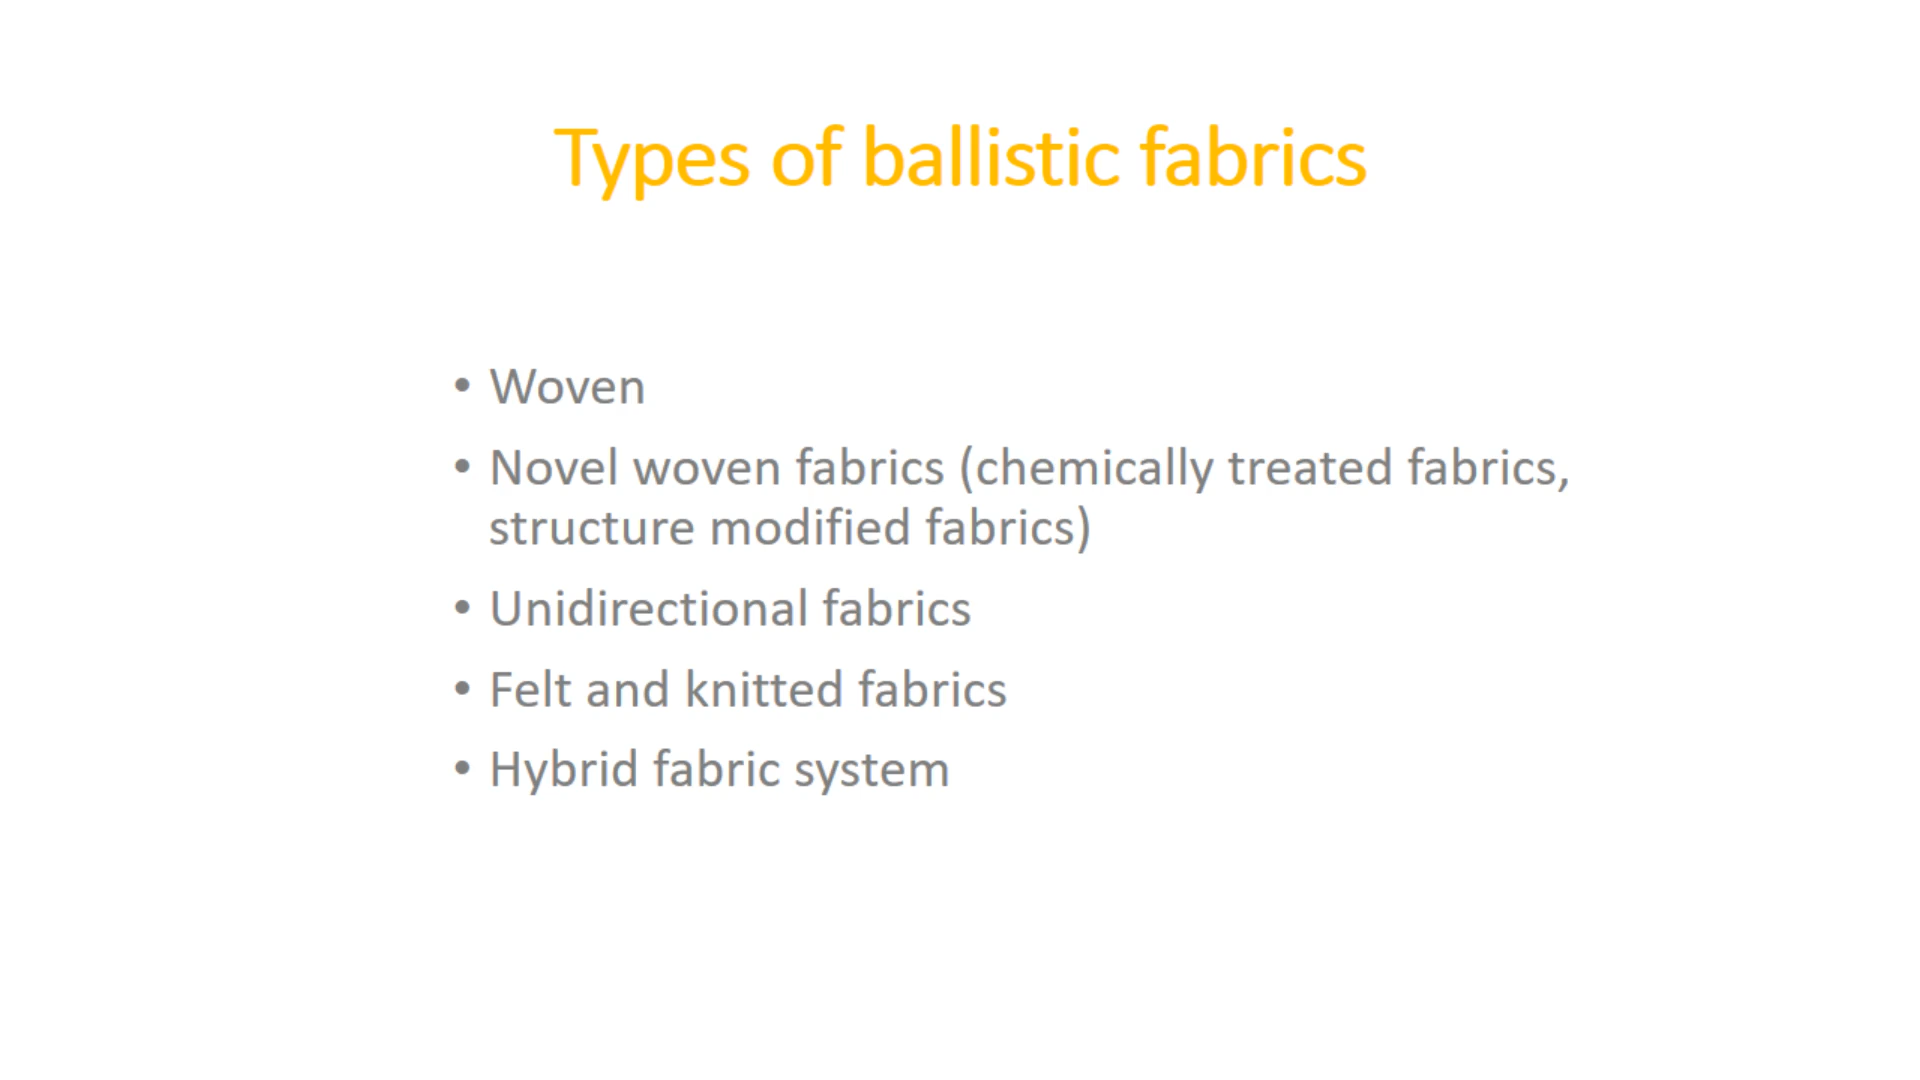 Types of ballistic fabrics
• Woven
• Novel woven fabrics (chemically treated fabrics,
structure modified fabrics)
• Unidirectional fabrics
• Felt and knitted fabrics
• Hybrid fabric system